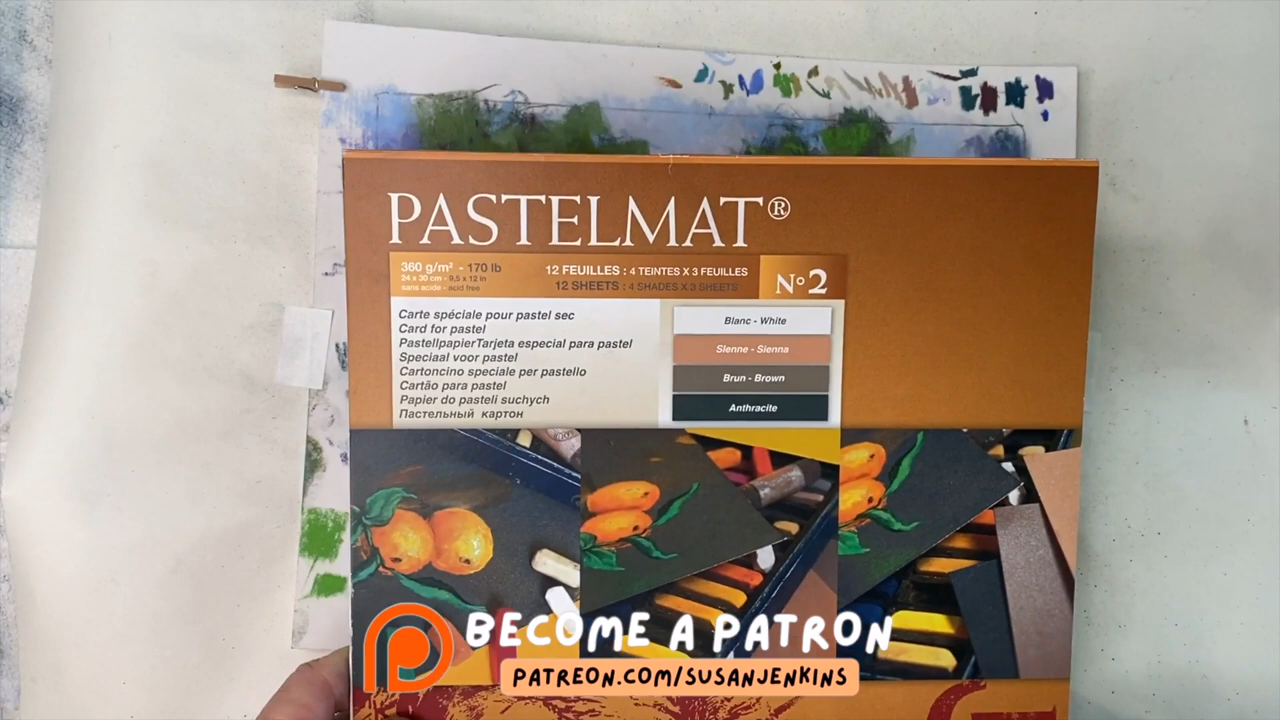 PASTELMAT®
360 g/m² - 170 lb
24 x 30 cm - 9,5 x 12 in
sans acide - acid free
12 FEUILLES : 4 TEINTES X 3 FEUILLES
12 SHEETS : 4 SHADES X 3 SHEETS
N° 2
Carte spéciale pour pastel sec
Card for pastel
PastellpapierTarjeta especial para pastel
Speciaal voor pastel
Cartoncino speciale per pastello
Cartão para pastel
Papier do pasteli suchych
Пастельный картон
Blanc - White
Sienne - Sienna
Brun - Brown
Anthracite
BECOME A PATRON
PATREON.COM/SUSANJENKINS